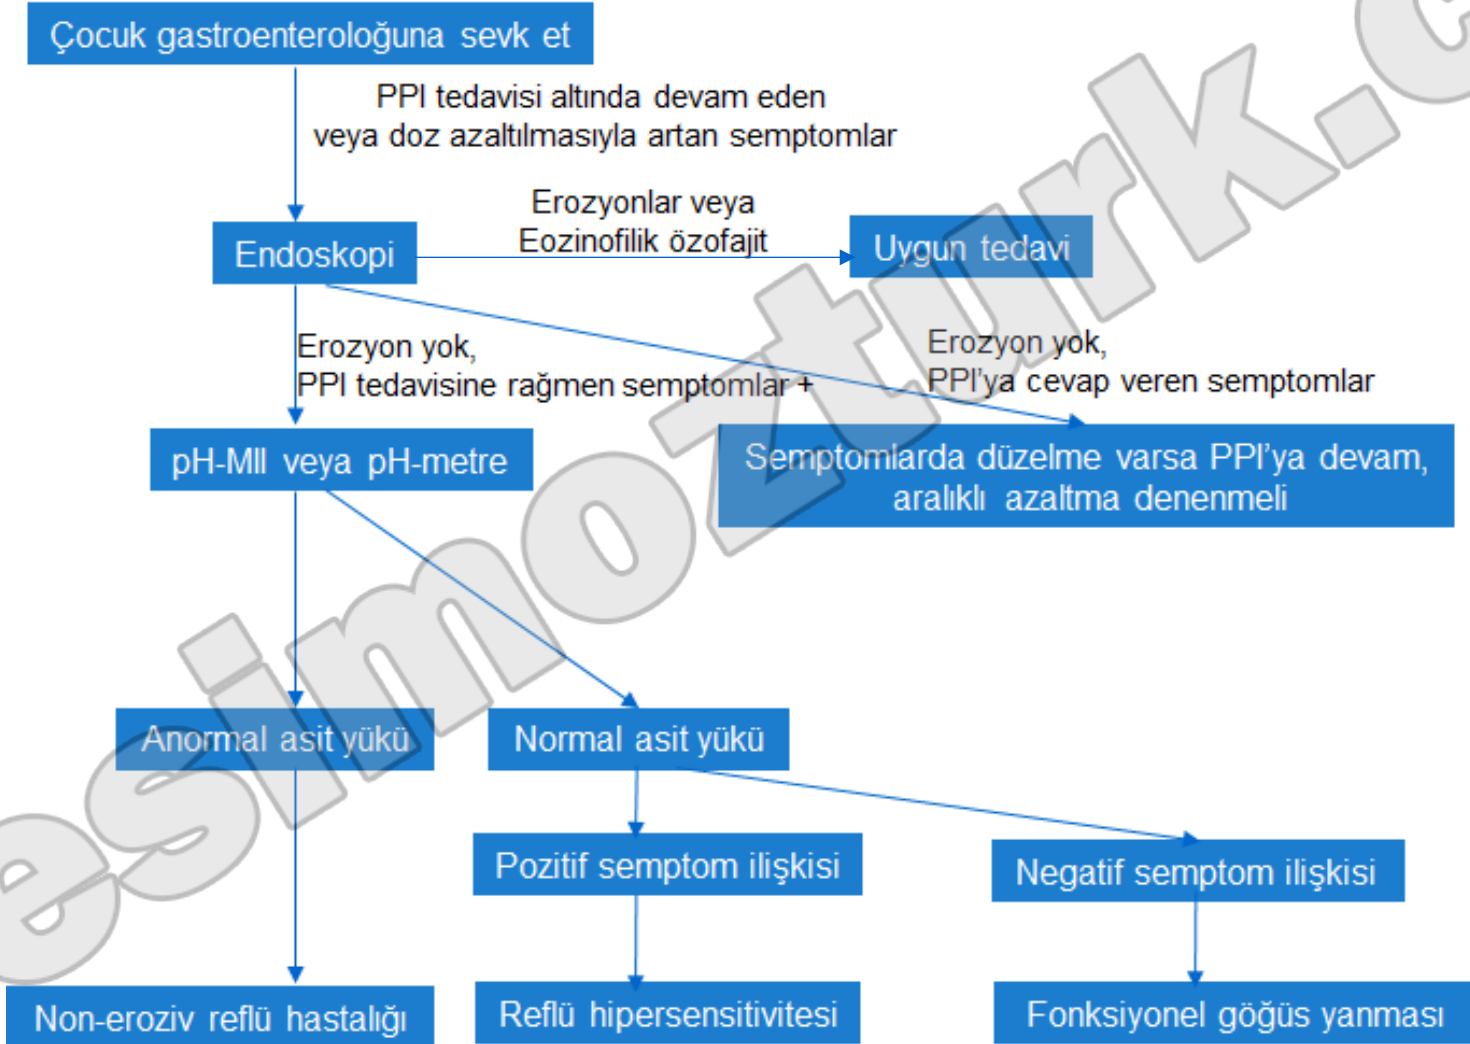 Çocuk gastroenteroloğuna sevk et
PPI tedavisi altında devam eden
veya doz azaltılmasıyla artan semptomlar
Erozyonlar veya
Eozinofilik özofajit
Endoskopi
Uygun tedavi
Erozyon yok,
PPI tedavisine rağmen semptomlar +
Erozyon yok,
PPI'ya cevap veren semptomlar
pH-MII veya pH-metre
Semptomlarda düzelme varsa PPI'ya devam,
aralıklı azaltma denenmeli
Anormal asit yükü
Normal asit yükü
Pozitif semptom ilişkisi
Negatif semptom ilişkisi
Non-eroziv reflü hastalığı
Reflü hipersensitivitesi
Fonksiyonel göğüs yanması
esimozturk.c